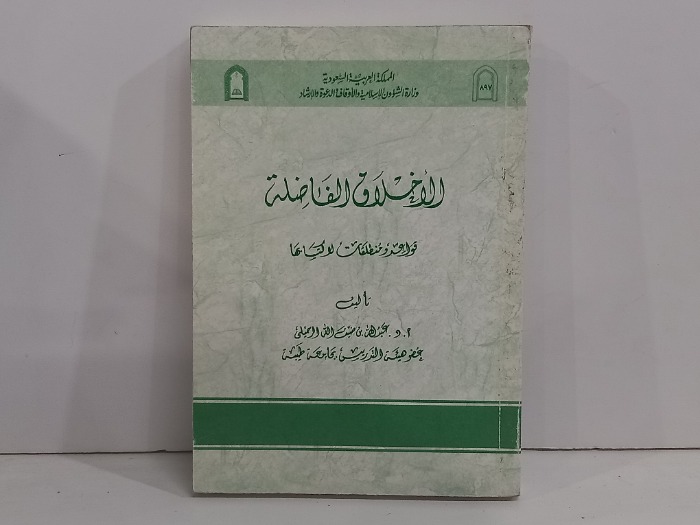 المملكة العربية السعودية
وزارة الشؤون الإسلامية والأوقاف والدعوة والإرشاد
٨٩٧
الأخلاق الفاضلة
قواعد ومنطلقات لاكتسابها
تأليف
أ. د. عبدالله بن ضيف الله الرحيلي
عضو هيئة التدريس بجامعة طيبة